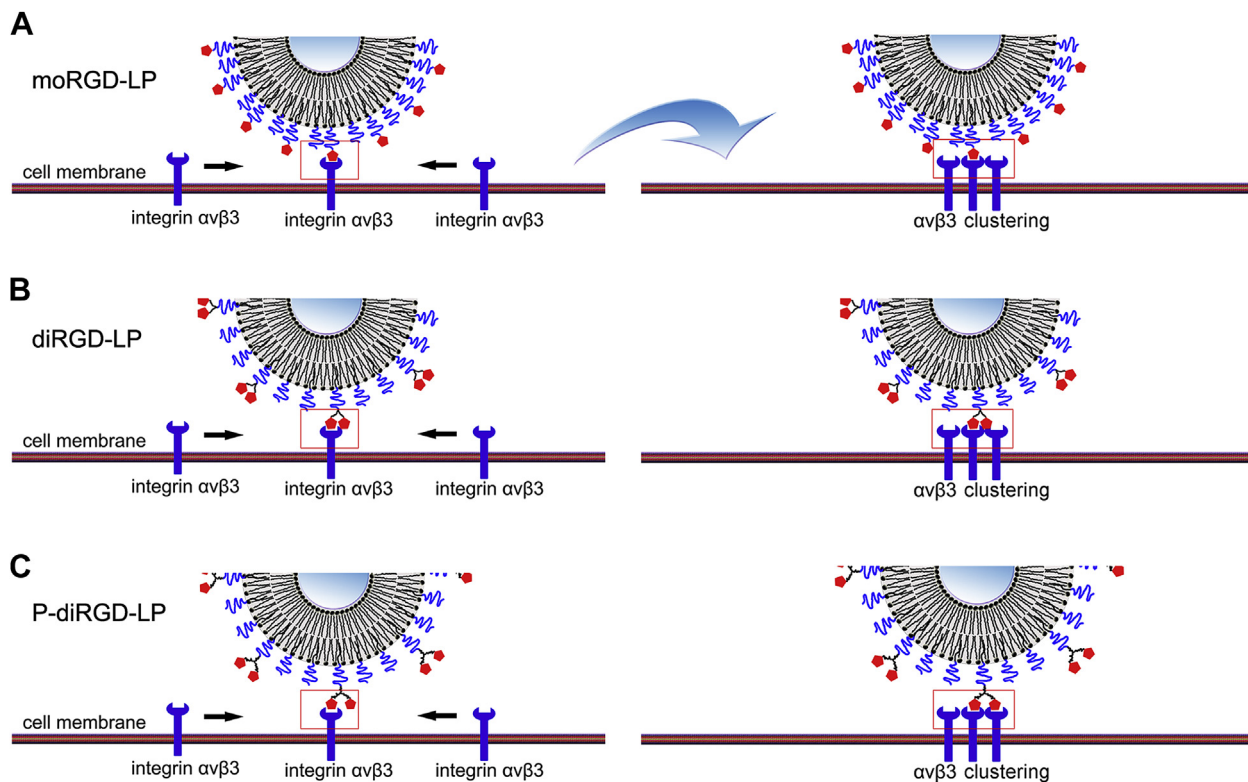 A
moRGD-LP
cell membrane
integrin αvβ3
integrin αvβ3
integrin αvβ3
αvβ3 clustering
B
diRGD-LP
cell membrane
integrin αvβ3
integrin αvβ3
integrin αvβ3
αvβ3 clustering
C
P-diRGD-LP
cell membrane
integrin αvβ3
integrin αvβ3
integrin αvβ3
αvβ3 clustering